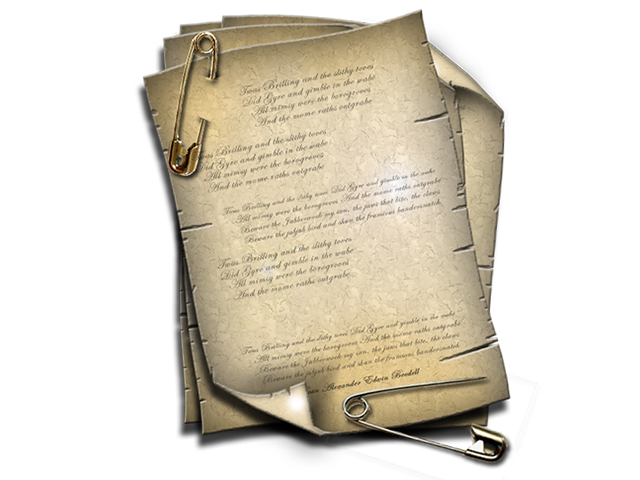 Twas Brilling and the slithy toves
Did Gyre and gimble in the wabe
All mimsy were the borogroves
And the mome raths outgrabe
Twas Brilling and the slithy toves
Did Gyre and gimble in the wabe
All mimsy were the borogroves
And the mome raths outgrabe
Twas Brilling and the slithy toves Did Gyre and gimble in the wabe
All mimsy were the borogroves And the mome raths outgrabe
Beware the Jabberwock my son, the jaws that bite, the claws
Beware the jubjub bird and shun the frumious bandersnatch
Twas Brilling and the slithy toves
Did Gyre and gimble in the wabe
All mimsy were the borogroves
And the mome raths outgrabe
Twas Brilling and the slithy toves Did Gyre and gimble in the wabe
All mimsy were the borogroves And the mome raths outgrabe
Beware the Jabberwock my son, the jaws that bite, the claws
Beware the jubjub bird and shun the frumious bandersnatch
Alexander Edwin Bendell